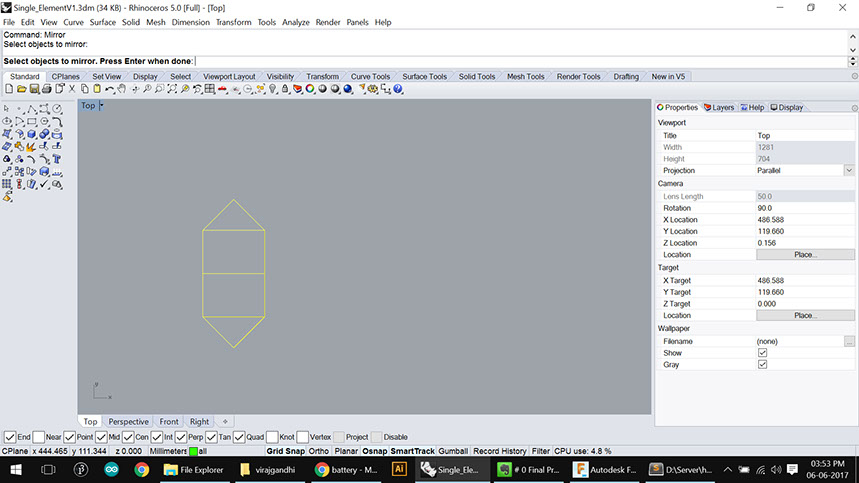 Single_ElementV1.3dm (34 KB) - Rhinoceros 5.0 [Full] - [Top]
File Edit View Curve Surface Solid Mesh Dimension Transform Tools Analyze Render Panels Help
Command: Mirror
Select objects to mirror:
Select objects to mirror. Press Enter when done:
Standard CPlanes Set View Display Select Viewport Layout Visibility Transform Curve Tools Surface Tools Solid Tools Mesh Tools Render Tools Drafting New in V5
Top
Properties Layers Help Display
Viewport
Title Top
Width 1281
Height 704
Projection Parallel
Camera
Lens Length 50.0
Rotation 90.0
X Location 486.588
Y Location 119.660
Z Location 0.156
Location Place...
Target
X Target 486.588
Y Target 119.660
Z Target 0.000
Location Place...
Wallpaper
Filename (none) ...
Show
Gray
y
x
Top Perspective Front Right
End Near Point Mid Cen Int Perp Tan Quad Knot Vertex Project Disable
CPlane x 444.465 y 111.344 z 0.000 Millimeters all Grid Snap Ortho Planar Osnap SmartTrack Gumball Record History Filter CPU use: 4.8 %
File Explorer virajgandhi battery - M... Ai Single_Ele... # 0 Final Pr... Autodesk F... D:\Server\h... 03:53 PM
06-06-2017